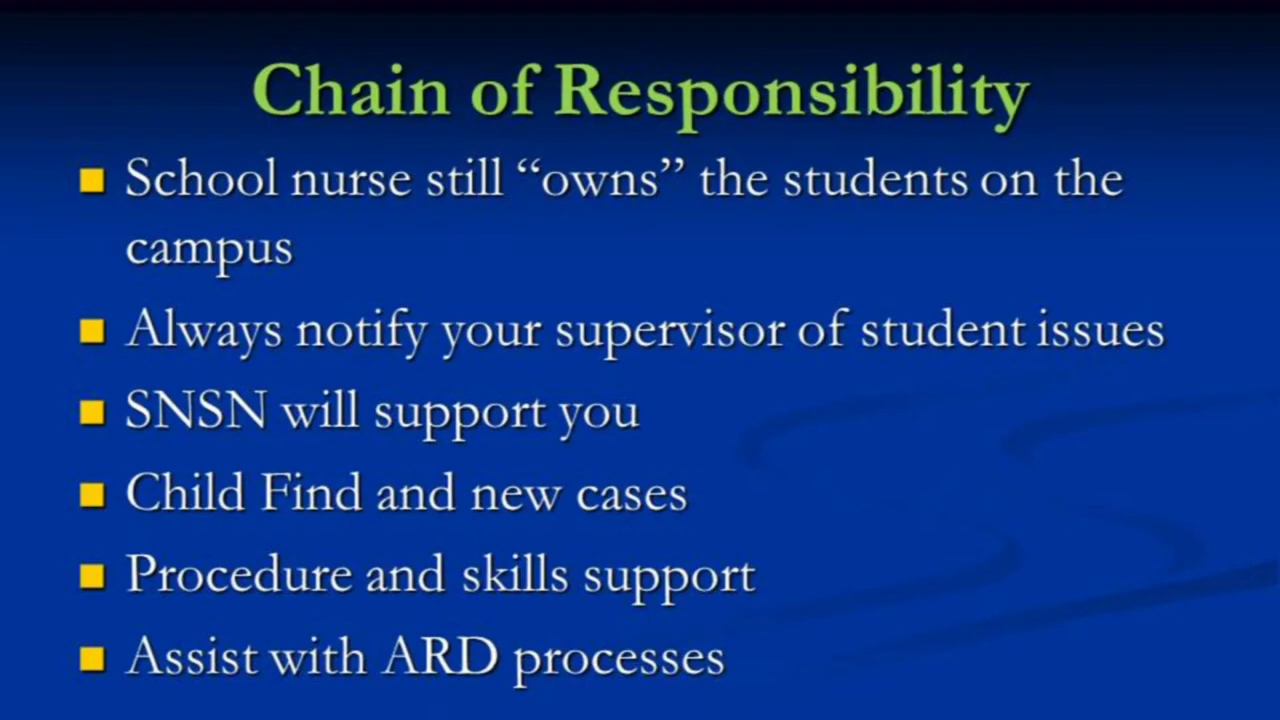 Chain of Responsibility
School nurse still “owns” the students on the
campus
Always notify your supervisor of student issues
SNSN will support you
Child Find and new cases
Procedure and skills support
Assist with ARD processes